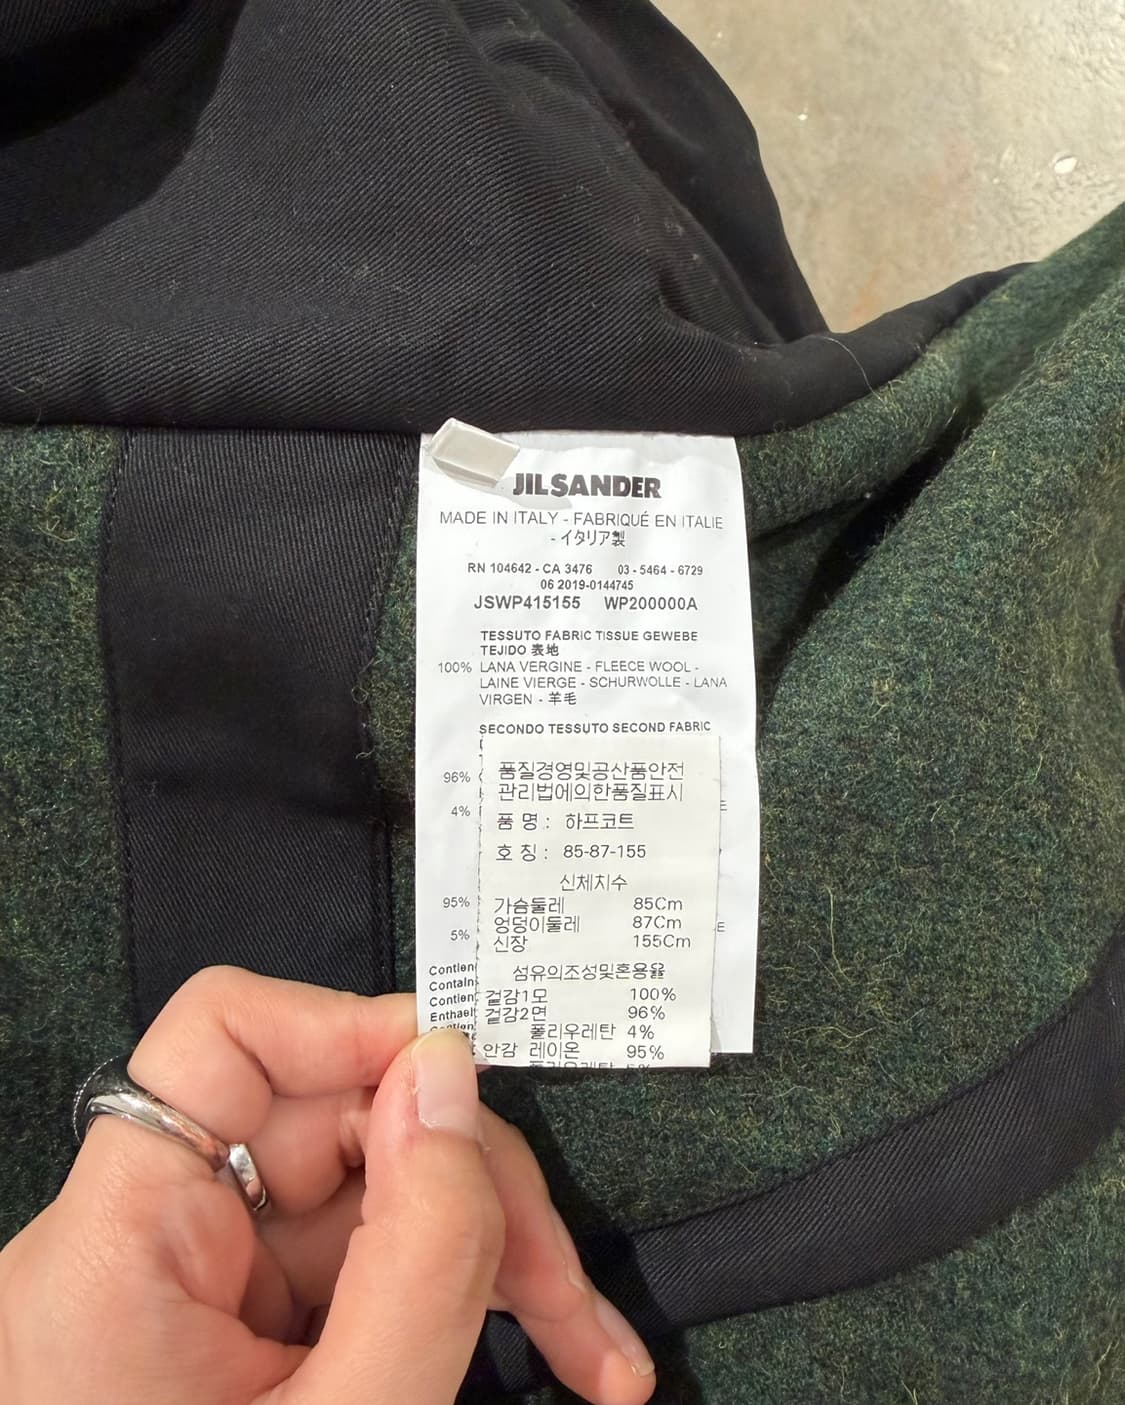 JIL SANDER
MADE IN ITALY - FABRIQUÉ EN ITALIE
- イタリア製
RN 104642 - CA 3476 03 - 5464 - 6729
06 2019-0144745
JSWP415155 WP200000A
TESSUTO FABRIC TISSUE GEWEBE
TEJIDO 表地
100% LANA VERGINE - FLEECE WOOL -
LAINE VIERGE - SCHURWOLLE - LANA
VIRGEN - 羊毛
SECONDO TESSUTO SECOND FABRIC
96%
4%
95%
5%
Contien
Contain
Contien
Enthael
품질경영및공산품안전
관리법에의한품질표시
품 명 : 하프코트
호 칭 : 85-87-155
신체치수
가슴둘레 85Cm
엉덩이둘레 87Cm
신장 155Cm
섬유의조성및혼용율
겉감1모 100%
겉감2면 96%
폴리우레탄 4%
안감 레이온 95%